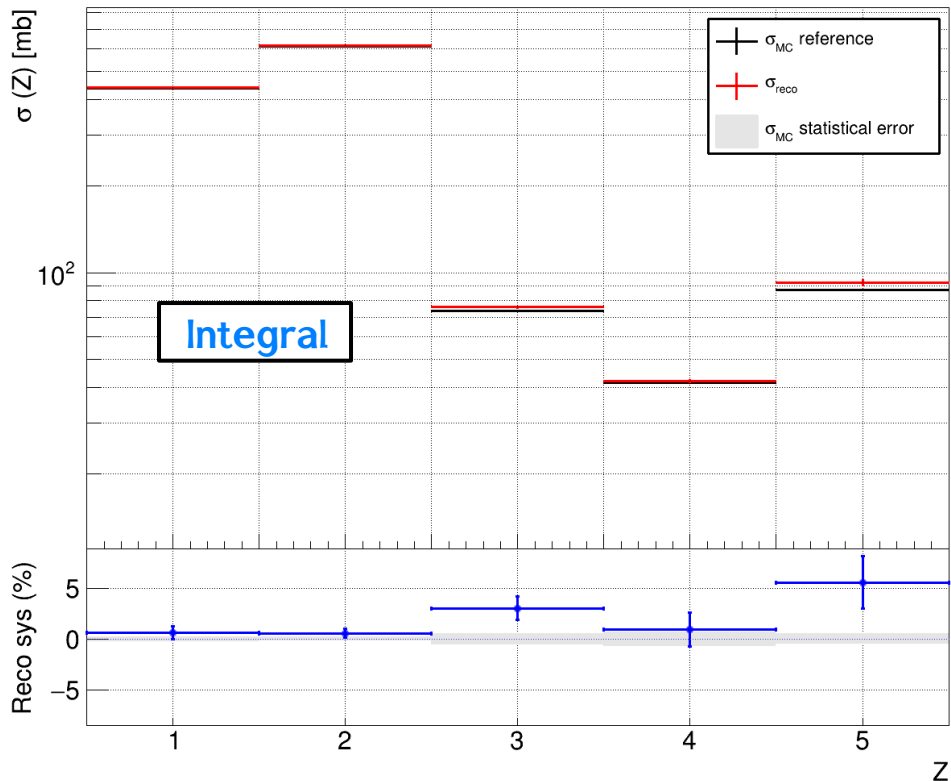 σ (Z) [mb]
σMC reference
σreco
σMC statistical error
10²
Integral
Reco sys (%)
5
0
−5
1 2 3 4 5
Z